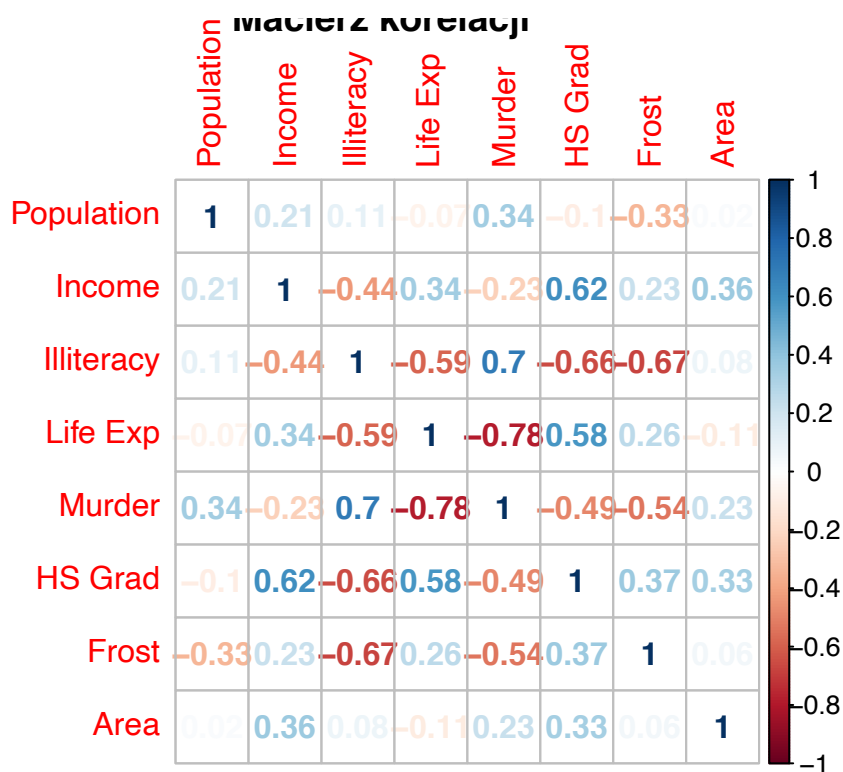 Macierz korelacji
Population Income Illiteracy Life Exp Murder HS Grad Frost Area
Population 1 0.21 0.11 −0.07 0.34 −0.1 −0.33 0.02
Income 0.21 1 −0.44 0.34 −0.23 0.62 0.23 0.36
Illiteracy 0.11 −0.44 1 −0.59 0.7 −0.66 −0.67 0.08
Life Exp −0.07 0.34 −0.59 1 −0.78 0.58 0.26 −0.11
Murder 0.34 −0.23 0.7 −0.78 1 −0.49 −0.54 0.23
HS Grad −0.1 0.62 −0.66 0.58 −0.49 1 0.37 0.33
Frost −0.33 0.23 −0.67 0.26 −0.54 0.37 1 0.06
Area 0.02 0.36 0.08 −0.11 0.23 0.33 0.06 1
1
0.8
0.6
0.4
0.2
0
−0.2
−0.4
−0.6
−0.8
−1